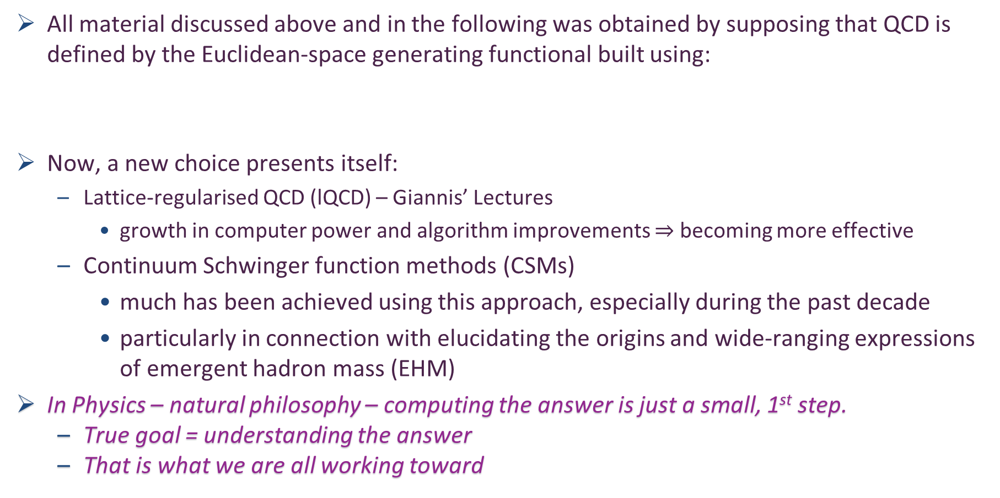 ➢ All material discussed above and in the following was obtained by supposing that QCD is
defined by the Euclidean-space generating functional built using:
➢ Now, a new choice presents itself:
– Lattice-regularised QCD (lQCD) – Giannis’ Lectures
• growth in computer power and algorithm improvements ⇒ becoming more effective
– Continuum Schwinger function methods (CSMs)
• much has been achieved using this approach, especially during the past decade
• particularly in connection with elucidating the origins and wide-ranging expressions
of emergent hadron mass (EHM)
➢ In Physics – natural philosophy – computing the answer is just a small, 1st step.
– True goal = understanding the answer
– That is what we are all working toward